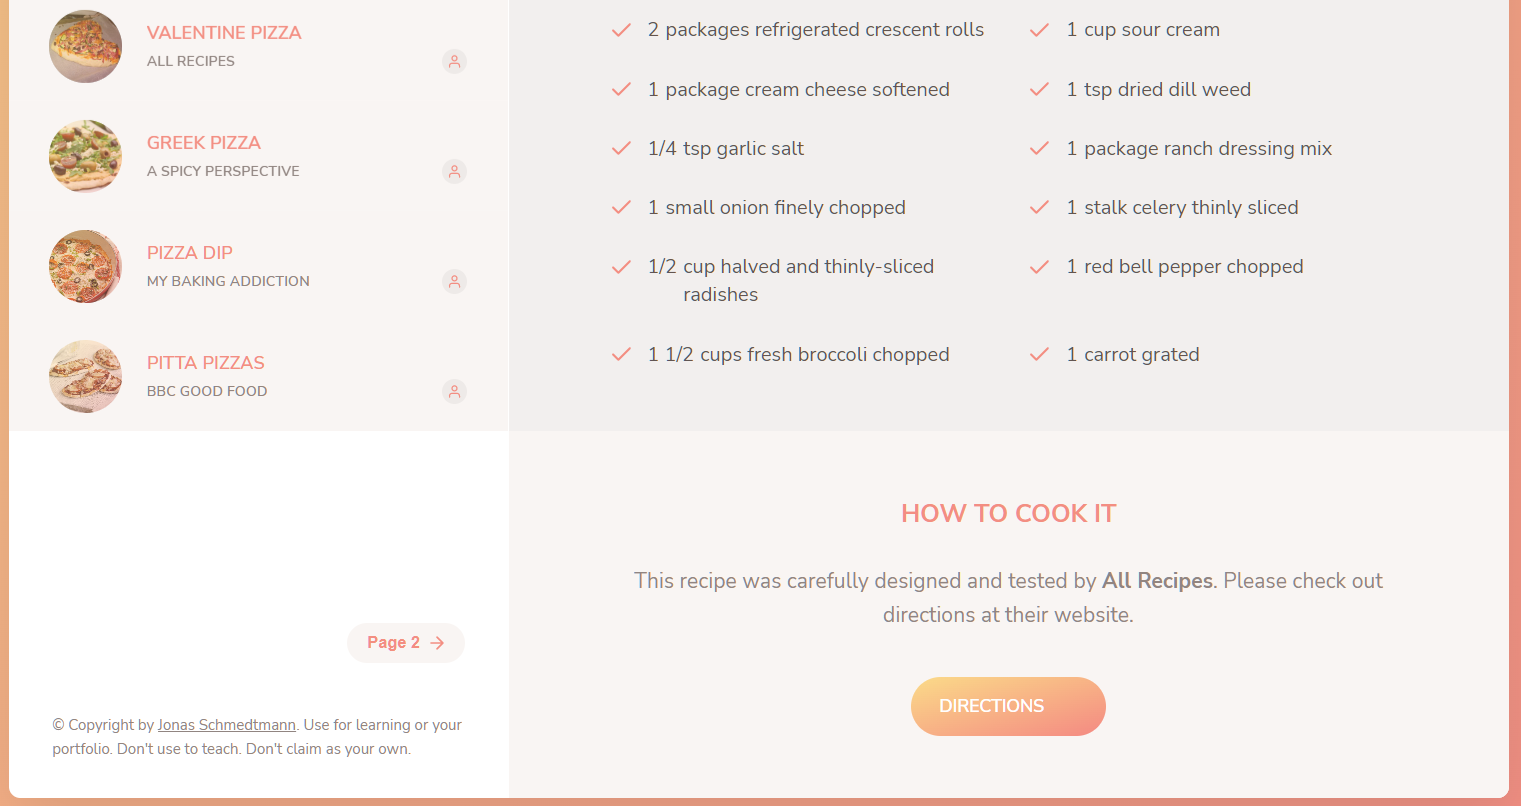 VALENTINE PIZZA
ALL RECIPES
GREEK PIZZA
A SPICY PERSPECTIVE
PIZZA DIP
MY BAKING ADDICTION
PITTA PIZZAS
BBC GOOD FOOD
Page 2
© Copyright by Jonas Schmedtmann. Use for learning or your
portfolio. Don't use to teach. Don't claim as your own.
2 packages refrigerated crescent rolls
1 cup sour cream
1 package cream cheese softened
1 tsp dried dill weed
1/4 tsp garlic salt
1 package ranch dressing mix
1 small onion finely chopped
1 stalk celery thinly sliced
1/2 cup halved and thinly-sliced
radishes
1 red bell pepper chopped
1 1/2 cups fresh broccoli chopped
1 carrot grated
HOW TO COOK IT
This recipe was carefully designed and tested by All Recipes. Please check out
directions at their website.
DIRECTIONS